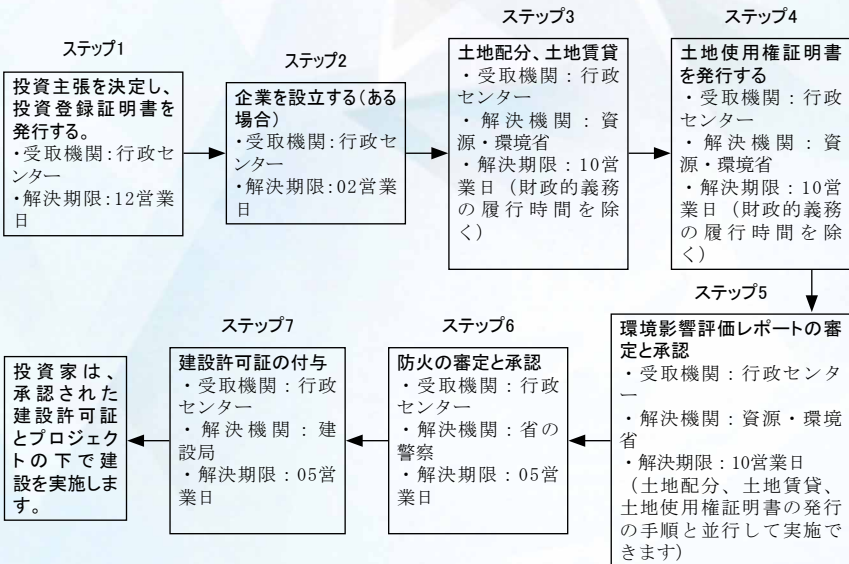 ステップ1
投資主張を決定し、
投資登録証明書を
発行する。
・受取機関:行政セ
ンター
・解決期限:12営業
日
ステップ2
企業を設立する(ある
場合)
・受取機関:行政セ
ンター
・解決期限:02営業
日
ステップ3
土地配分、土地賃貸
・受取機関：行政
センター
・解決機関：資
源・環境省
・解決期限：10営
業日（財政的義務
の履行時間を除
く）
ステップ4
土地使用権証明書
を発行する
・受取機関：行政
センター
・解決機関：資
源・環境省
・解決期限：10営
業日（財政的義務
の履行時間を除
く）
ステップ5
環境影響評価レポートの審
定と承認
・受取機関：行政センタ
ー
・解決機関：資源・環境
省
・解決期限：10営業日
（土地配分、土地賃貸、
土地使用権証明書の発行
の手順と並行して実施で
きます）
ステップ6
防火の審定と承認
・受取機関：行政
センター
・解決機関：省の
警察
・解決期限：05営
業日
ステップ7
建設許可証の付与
・受取機関：行政
センター
・解決機関：建
設局
・解決期限：05営
業日
投資家は、
承認された
建設許可証
とプロジェク
トの下で建
設を実施しま
す。